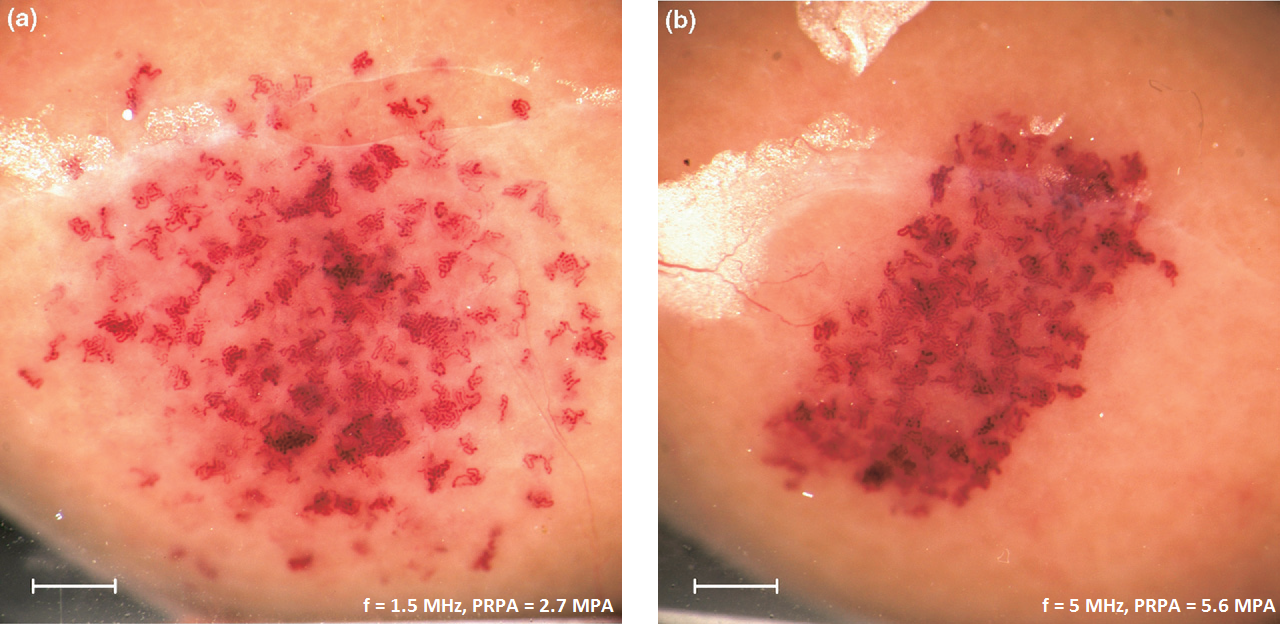 (a)
(b)
f = 1.5 MHz, PRPA = 2.7 MPA
f = 5 MHz, PRPA = 5.6 MPA